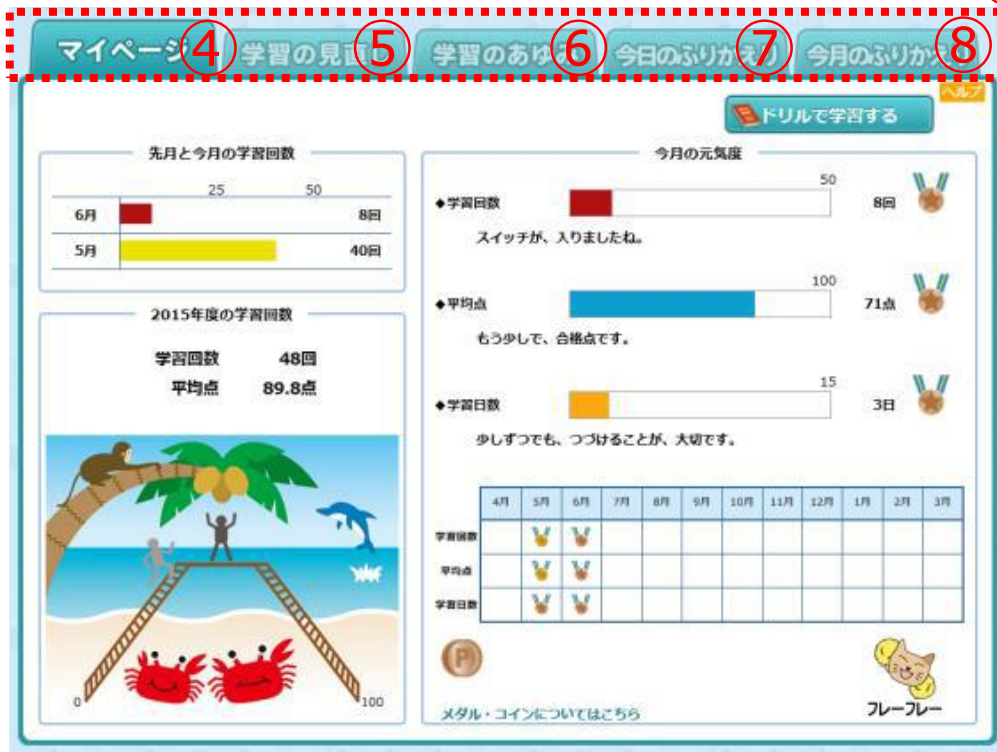 マイページ ④ 学習の見直 ⑤ 学習のあゆみ ⑥ 今日のふりかえり ⑦ 今月のふりかえ ⑧
ヘルプ
ドリルで学習する
先月と今月の学習回数
25 50
6月 8回
5月 40回
2015年度の学習回数
学習回数 48回
平均点 89.8点
0 100
今月の元気度
50
◆学習回数 8回
スイッチが、入りましたね。
100
◆平均点 71点
もう少しで、合格点です。
15
◆学習日数 3日
少しずつでも、つづけることが、大切です。
4月 5月 6月 7月 8月 9月 10月 11月 12月 1月 2月 3月
学習回数
平均点
学習日数
P
フレーフレー
メダル・コインについてはこちら